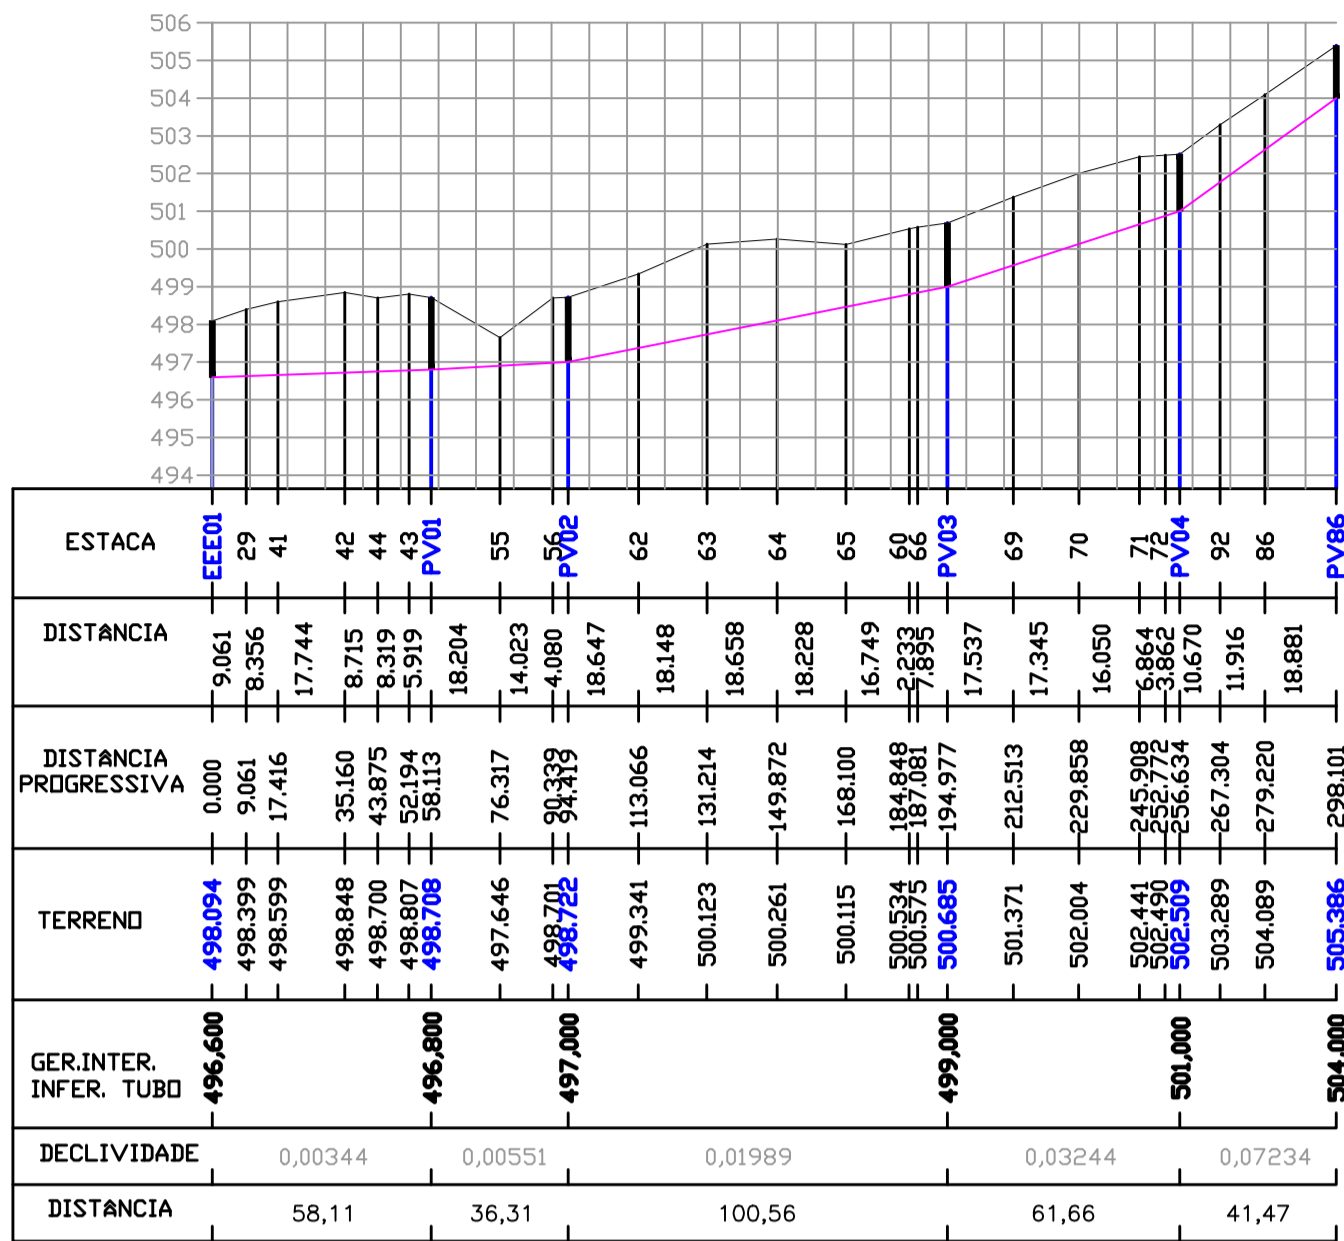 506
505
504
503
502
501
500
499
498
497
496
495
494
ESTACA
EEE01 29 41 42 44 43 PV01 55 56 PV02 62 63 64 65 60 66 PV03 69 70 71 72 PV04 92 86 PV86
DISTÂNCIA
9.061 8.356 17.744 8.715 8.319 5.919 18.204 14.023 4.080 18.647 18.148 18.658 18.228 16.749 2.233 7.895 17.537 17.345 16.050 6.864 3.862 10.670 11.916 18.881
DISTÂNCIA
PROGRESSIVA
0.000 9.061 17.416 35.160 43.875 52.194 58.113 76.317 90.339 94.419 113.066 131.214 149.872 168.100 184.848 187.081 194.977 212.513 229.858 245.908 252.772 256.634 267.304 279.220 298.101
TERRENO
498.094 498.399 498.599 498.848 498.700 498.807 498.708 497.646 498.701 498.722 499.341 500.123 500.261 500.115 500.534 500.575 500.685 501.371 502.004 502.441 502.490 502.509 503.289 504.089 505.386
GER.INTER.
INFER. TUBO
496,600 496,800 497,000 499,000 501,000 504,000
DECLIVIDADE 0,00344 0,00551 0,01989 0,03244 0,07234
DISTÂNCIA 58,11 36,31 100,56 61,66 41,47